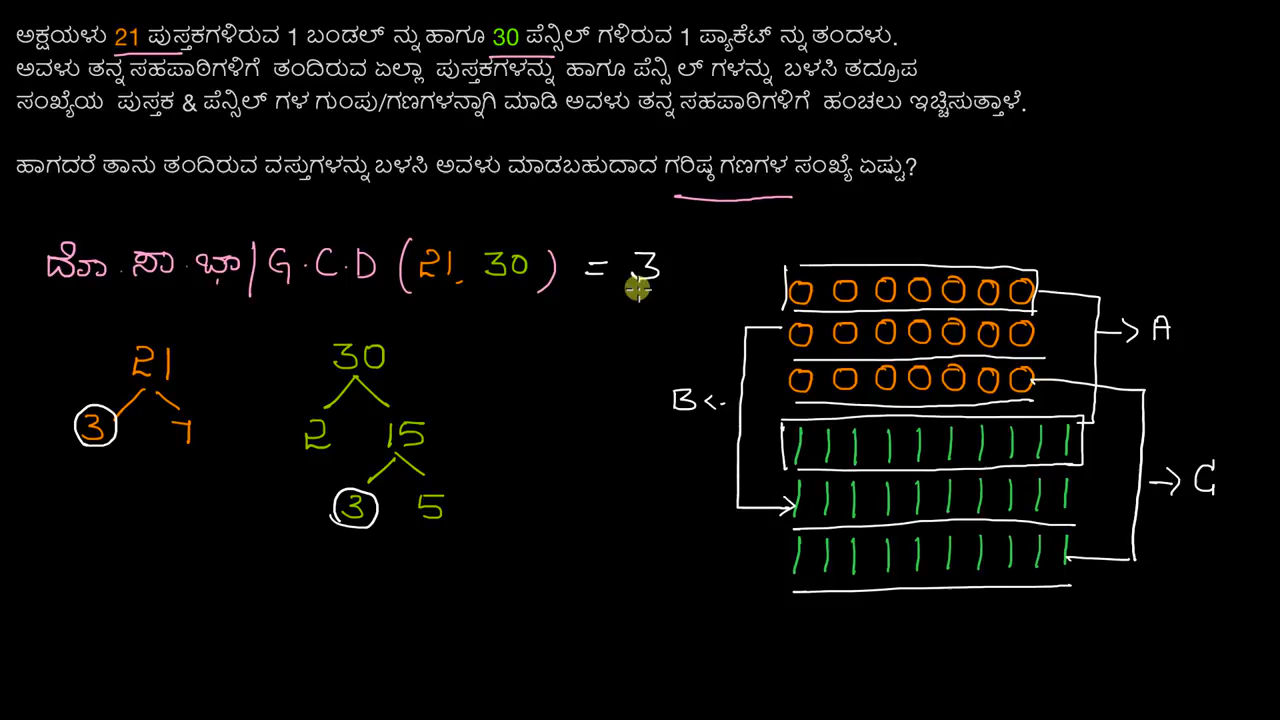 ಅಕ್ಷಯಳು 21 ಪುಸ್ತಕಗಳಿರುವ 1 ಬಂಡಲ್ ನ್ನು ಹಾಗೂ 30 ಪೆನ್ಸಿಲ್ ಗಳಿರುವ 1 ಪ್ಯಾಕೆಟ್ ನ್ನು ತಂದಳು.
ಅವಳು ತನ್ನ ಸಹಪಾಠಿಗಳಿಗೆ ತಂದಿರುವ ಏಲ್ಲಾ ಪುಸ್ತಕಗಳನ್ನು ಹಾಗೂ ಪೆನ್ಸಿಲ್ ಗಳನ್ನು ಬಳಸಿ ತದ್ರೂಪ
ಸಂಖ್ಯೆಯ ಪುಸ್ತಕ & ಪೆನ್ಸಿಲ್ ಗಳ ಗುಂಪು/ಗಣಗಳನ್ನಾಗಿ ಮಾಡಿ ಅವಳು ತನ್ನ ಸಹಪಾಠಿಗಳಿಗೆ ಹಂಚಲು ಇಚ್ಚಿಸುತ್ತಾಳೆ.
ಹಾಗದರೆ ತಾನು ತಂದಿರುವ ವಸ್ತುಗಳನ್ನು ಬಳಸಿ ಅವಳು ಮಾಡಬಹುದಾದ ಗರಿಷ್ಠ ಗಣಗಳ ಸಂಖ್ಯೆ ಏಷ್ಟು?
ಮ.ಸಾ.ಭಾ/G.C.D (21, 30) = 3
21
3 7
30
2 15
3 5
A
B
C